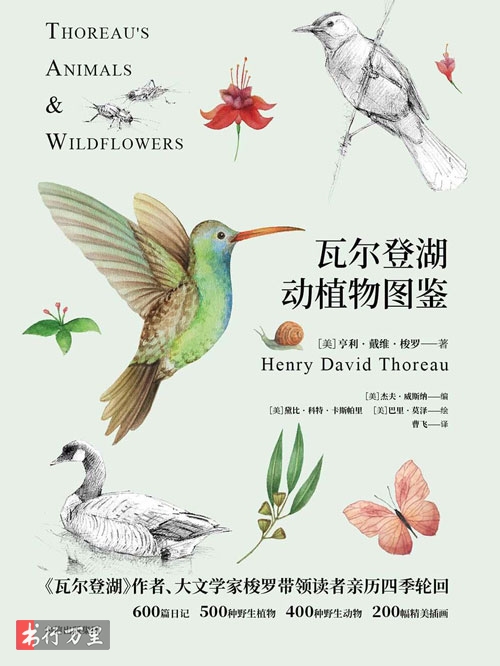 THOREAU'S
ANIMALS
&
WILDFLOWERS
瓦尔登湖
动植物图鉴
[美]亨利·戴维·梭罗——著
Henry David Thoreau
[美]杰夫·威斯纳——编
[美]黛比·科特·卡斯帕里 [美]巴里·莫泽——绘
曹飞——译
《瓦尔登湖》作者、大文学家梭罗带领读者亲历四季轮回
600篇日记 500种野生植物 400种野生动物 200幅精美插画
书行万里